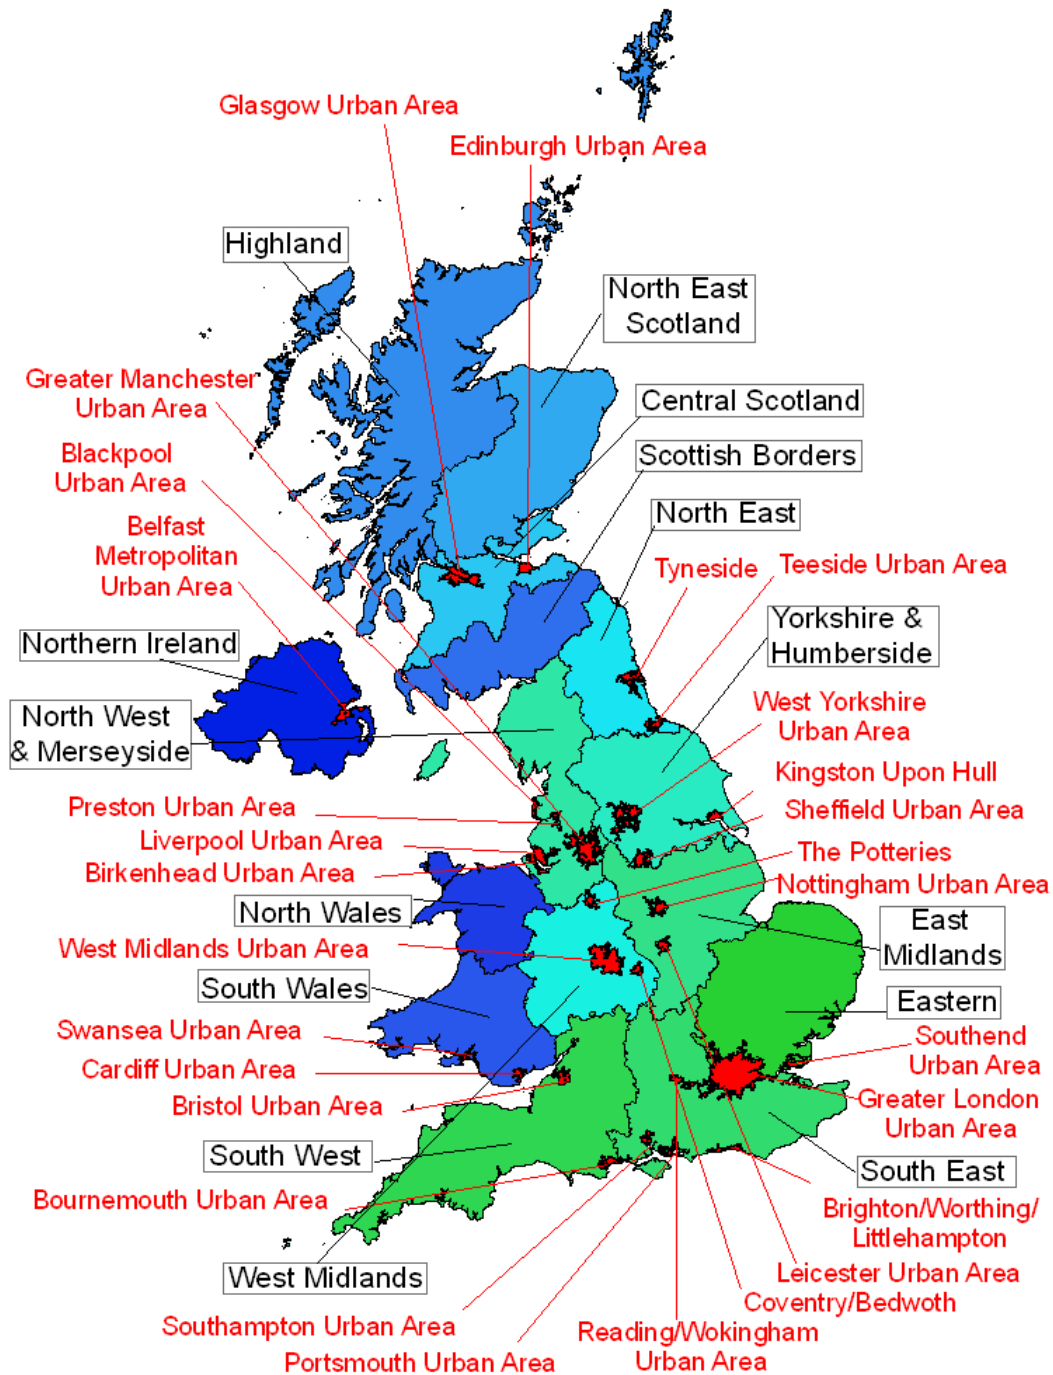 Glasgow Urban Area
Edinburgh Urban Area
Highland
North East
Scotland
Greater Manchester
Urban Area
Central Scotland
Blackpool
Urban Area
Scottish Borders
North East
Belfast
Metropolitan
Urban Area
Tyneside
Teeside Urban Area
Northern Ireland
Yorkshire &
Humberside
North West
& Merseyside
West Yorkshire
Urban Area
Kingston Upon Hull
Preston Urban Area
Sheffield Urban Area
Liverpool Urban Area
The Potteries
Birkenhead Urban Area
Nottingham Urban Area
North Wales
East
Midlands
West Midlands Urban Area
South Wales
Eastern
Swansea Urban Area
Southend
Urban Area
Cardiff Urban Area
Bristol Urban Area
Greater London
Urban Area
South West
South East
Bournemouth Urban Area
Brighton/Worthing/
Littlehampton
West Midlands
Leicester Urban Area
Coventry/Bedwoth
Southampton Urban Area
Reading/Wokingham
Urban Area
Portsmouth Urban Area